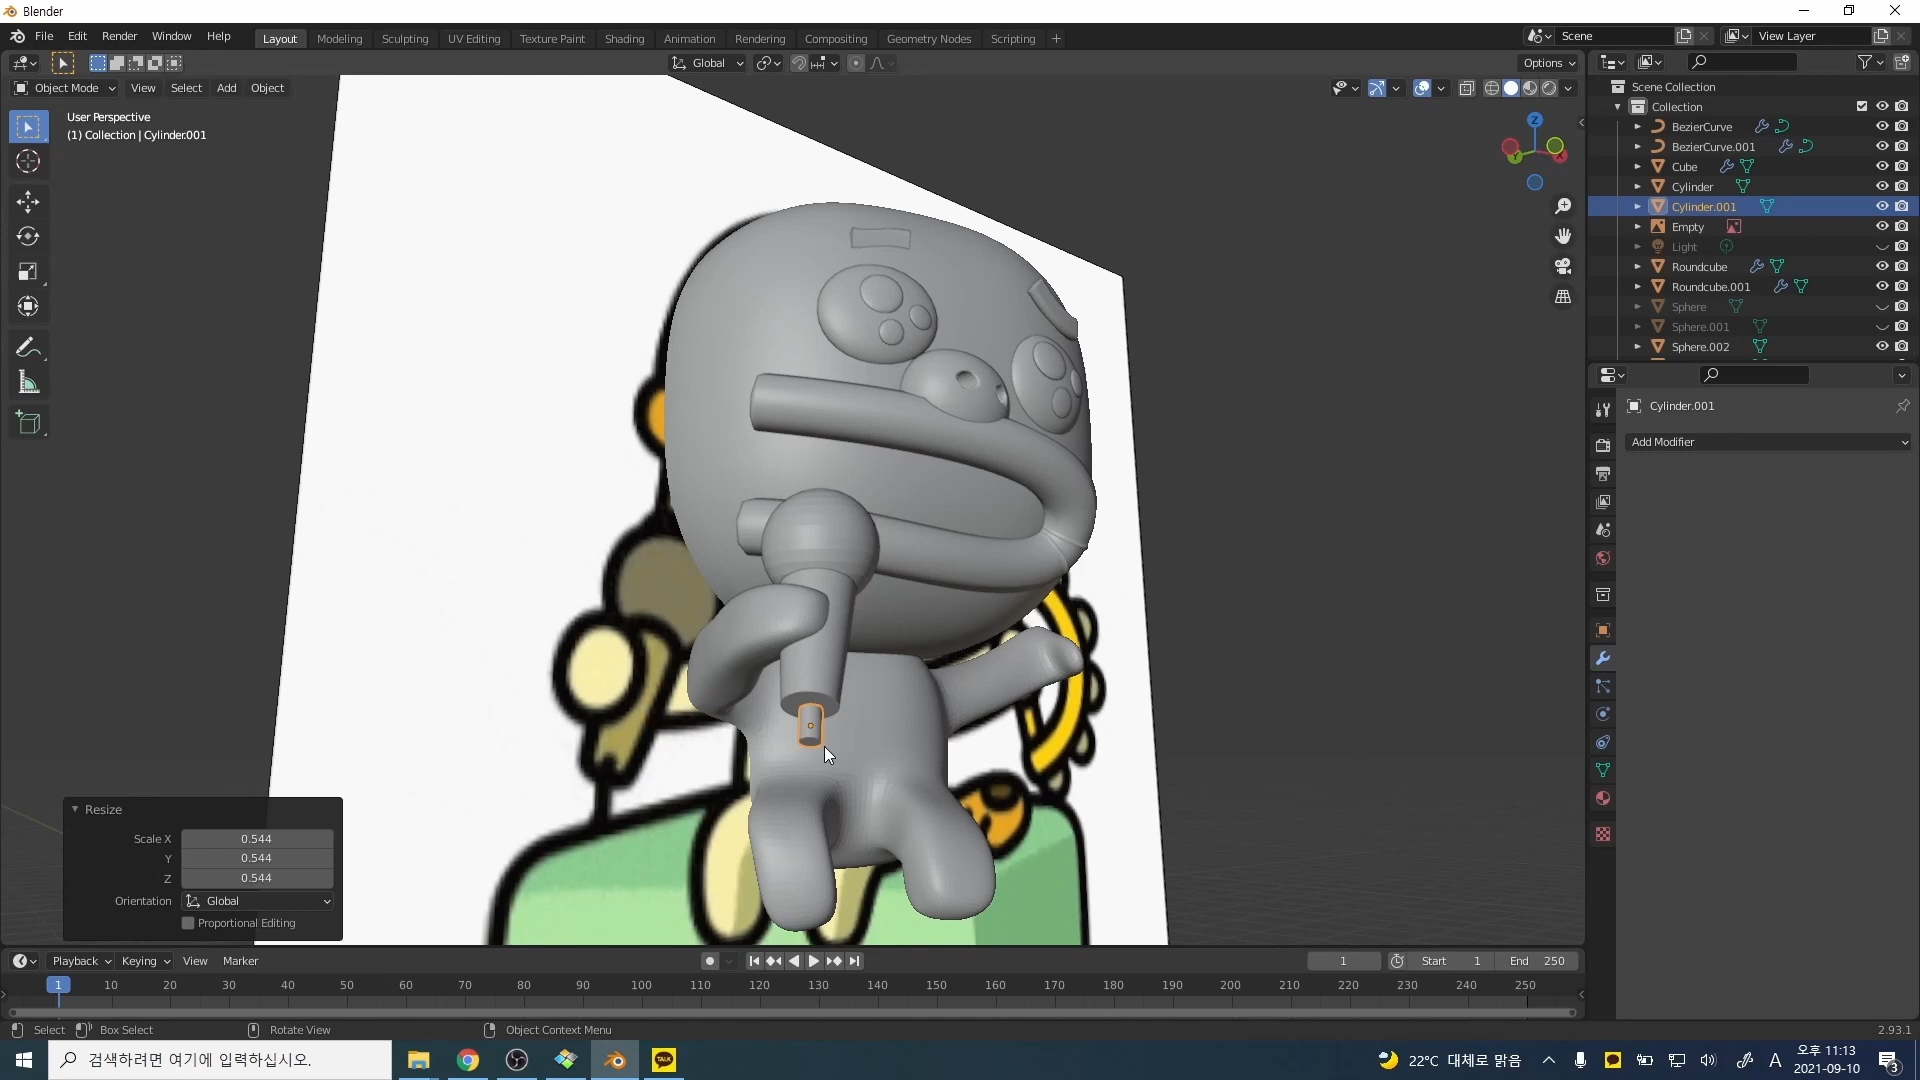 Blender
File Edit Render Window Help
Layout Modeling Sculpting UV Editing Texture Paint Shading Animation Rendering Compositing Geometry Nodes Scripting +
Scene
View Layer
Global
Options
Object Mode View Select Add Object
User Perspective
(1) Collection | Cylinder.001
Z
Y
X
Scene Collection
Collection
BezierCurve
BezierCurve.001
Cube
Cylinder
Cylinder.001
Empty
Light
Roundcube
Roundcube.001
Sphere
Sphere.001
Sphere.002
Cylinder.001
Add Modifier
Resize
Scale X 0.544
Y 0.544
Z 0.544
Orientation Global
Proportional Editing
Playback Keying View Marker
1 Start 1 End 250
1 10 20 30 40 50 60 70 80 90 100 110 120 130 140 150 160 170 180 190 200 210 220 230 240 250
Select Box Select Rotate View Object Context Menu 2.93.1
검색하려면 여기에 입력하십시오.
TALK
22°C 대체로 맑음
A
오후 11:13
2021-09-10
3